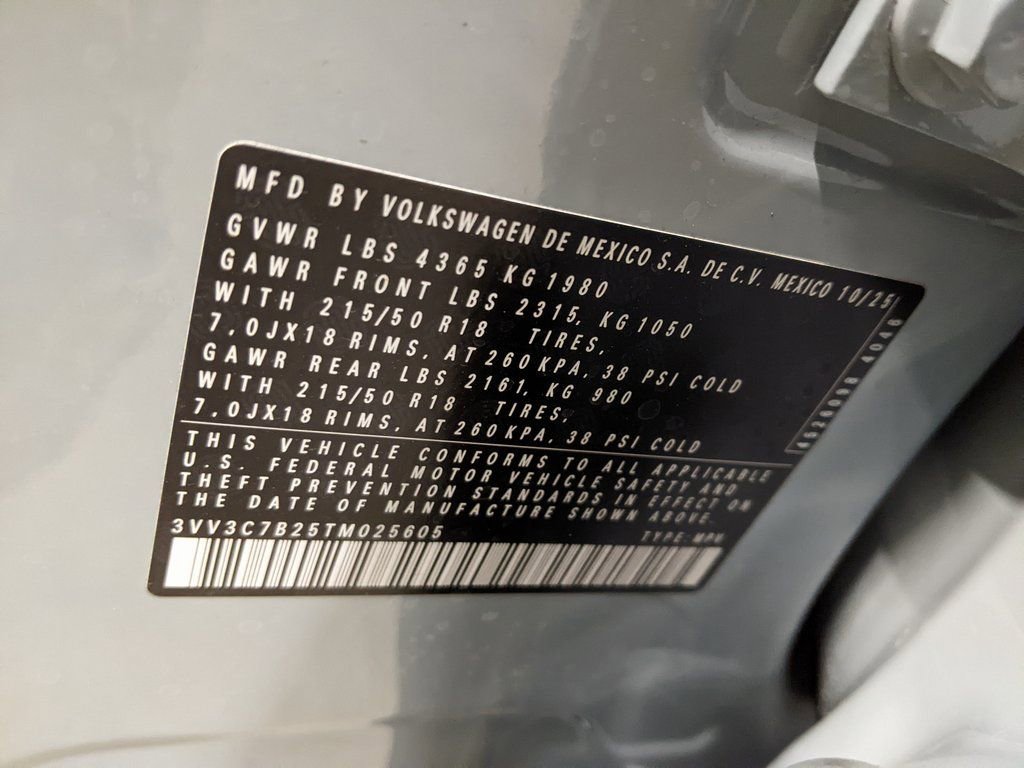 MFD BY VOLKSWAGEN DE MEXICO S.A. DE C.V. MEXICO 10/25
GVWR LBS 4365 KG 1980
GAWR FRONT LBS 2315, KG 1050
WITH 215/50 R18 TIRES,
7.0JX18 RIMS, AT 260 KPA, 38 PSI COLD
GAWR REAR LBS 2161, KG 980
WITH 215/50 R18 TIRES,
7.0JX18 RIMS, AT 260 KPA, 38 PSI COLD
THIS VEHICLE CONFORMS TO ALL APPLICABLE
U.S. FEDERAL MOTOR VEHICLE SAFETY AND
THEFT PREVENTION STANDARDS IN EFFECT ON
THE DATE OF MANUFACTURE SHOWN ABOVE.
3VV3C7B25TM025605
TYPE: MPV